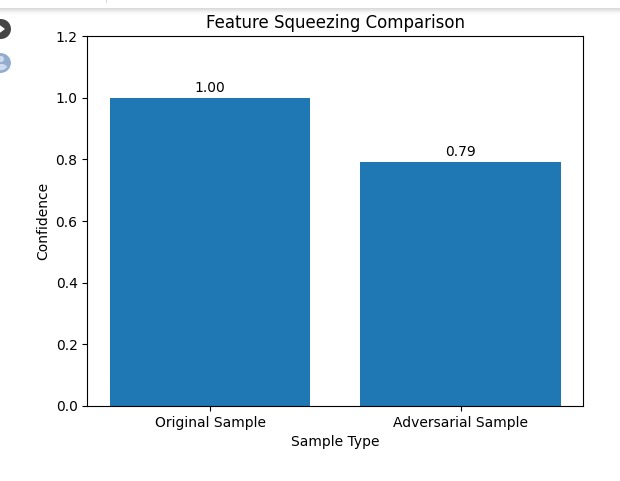 Feature Squeezing Comparison
1.2
1.0
0.8
0.6
0.4
0.2
0.0
Confidence
1.00
0.79
Original Sample
Adversarial Sample
Sample Type